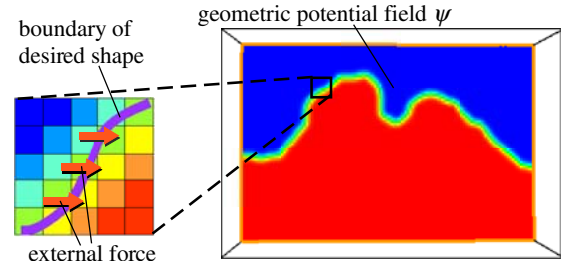 boundary of
desired shape
geometric potential field ψ
external force